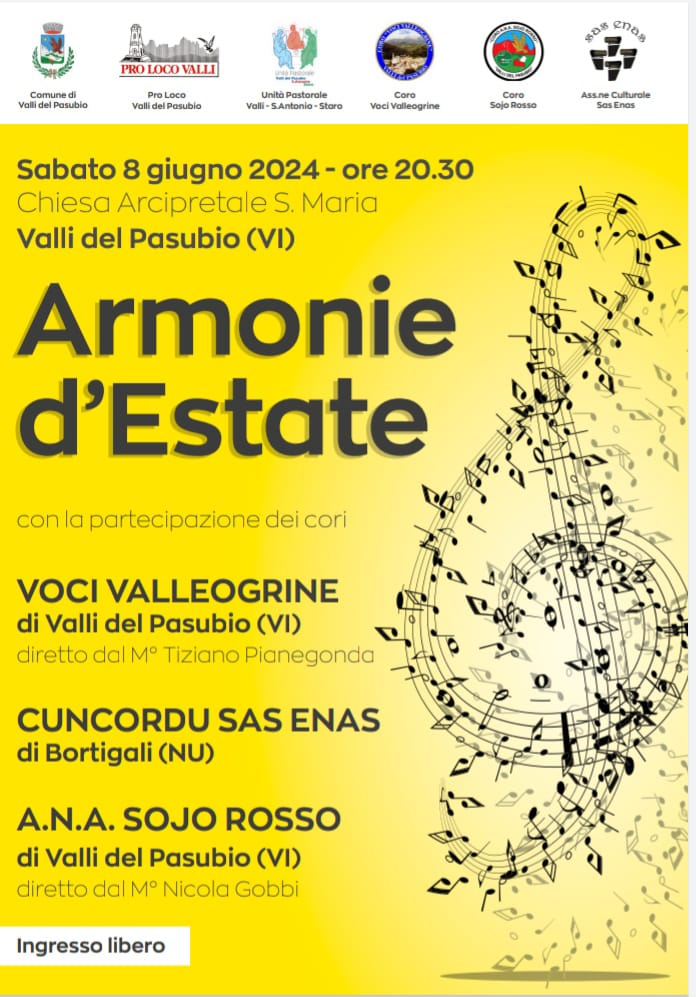 PRO LOCO VALLI
Unità Pastorale
SAS ENAS
Comune di
Valli del Pasubio
Pro Loco
Valli del Pasubio
Unità Pastorale
Valli - S.Antonio - Staro
Coro
Voci Valleogrine
Coro
Sojo Rosso
Ass.ne Culturale
Sas Enas
Sabato 8 giugno 2024 - ore 20.30
Chiesa Arcipretale S. Maria
Valli del Pasubio (VI)
Armonie
d'Estate
con la partecipazione dei cori
VOCI VALLEOGRINE
di Valli del Pasubio (VI)
diretto dal M° Tiziano Pianegonda
CUNCORDU SAS ENAS
di Bortigali (NU)
A.N.A. SOJO ROSSO
di Valli del Pasubio (VI)
diretto dal M° Nicola Gobbi
Ingresso libero